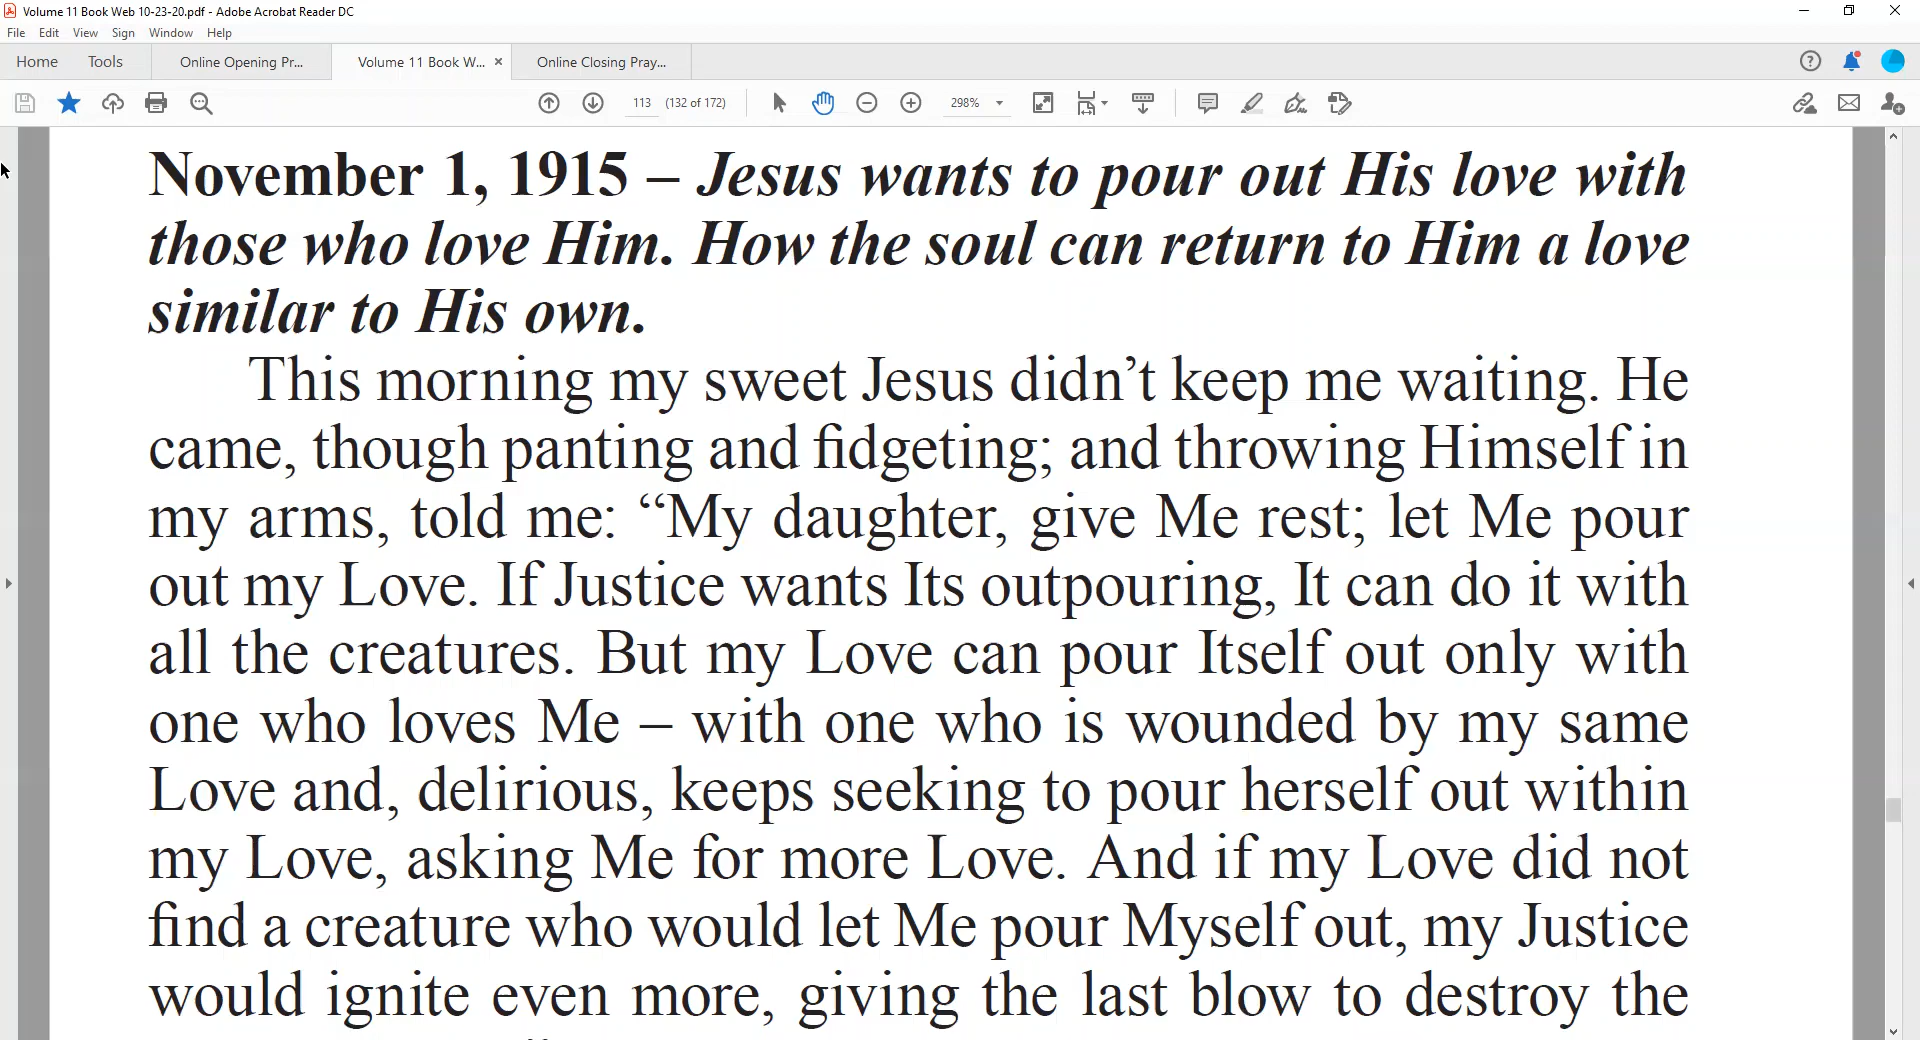 Volume 11 Book Web 10-23-20.pdf - Adobe Acrobat Reader DC
File Edit View Sign Window Help
Home Tools Online Opening Pr... Volume 11 Book W... × Online Closing Pray...
113 (132 of 172) 298%
November 1, 1915 – Jesus wants to pour out His love with
those who love Him. How the soul can return to Him a love
similar to His own.
This morning my sweet Jesus didn’t keep me waiting. He
came, though panting and fidgeting; and throwing Himself in
my arms, told me: “My daughter, give Me rest; let Me pour
out my Love. If Justice wants Its outpouring, It can do it with
all the creatures. But my Love can pour Itself out only with
one who loves Me – with one who is wounded by my same
Love and, delirious, keeps seeking to pour herself out within
my Love, asking Me for more Love. And if my Love did not
find a creature who would let Me pour Myself out, my Justice
would ignite even more, giving the last blow to destroy the